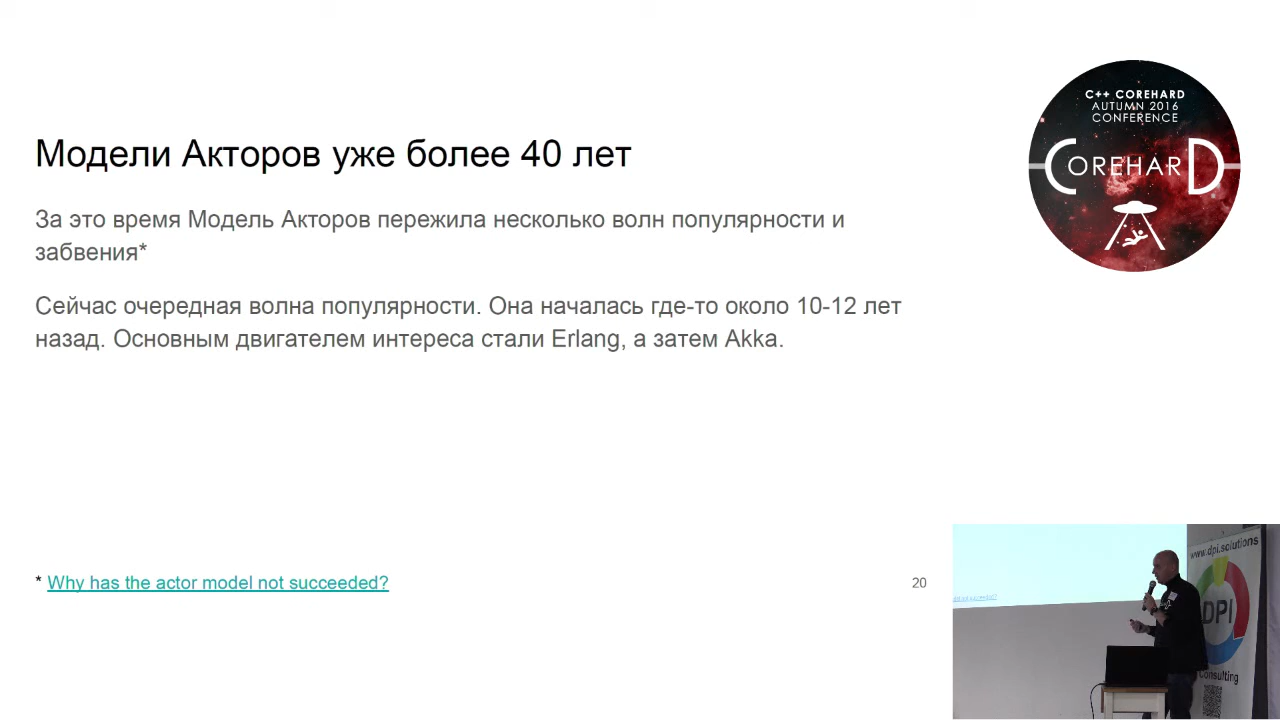 Модели Акторов уже более 40 лет
За это время Модель Акторов пережила несколько волн популярности и
забвения*
Сейчас очередная волна популярности. Она началась где-то около 10-12 лет
назад. Основным двигателем интереса стали Erlang, а затем Akka.
* Why has the actor model not succeeded?
20
C++ COREHARD
AUTUMN 2016
CONFERENCE
COREHARD
www.dpi.solutions
DPI
consulting